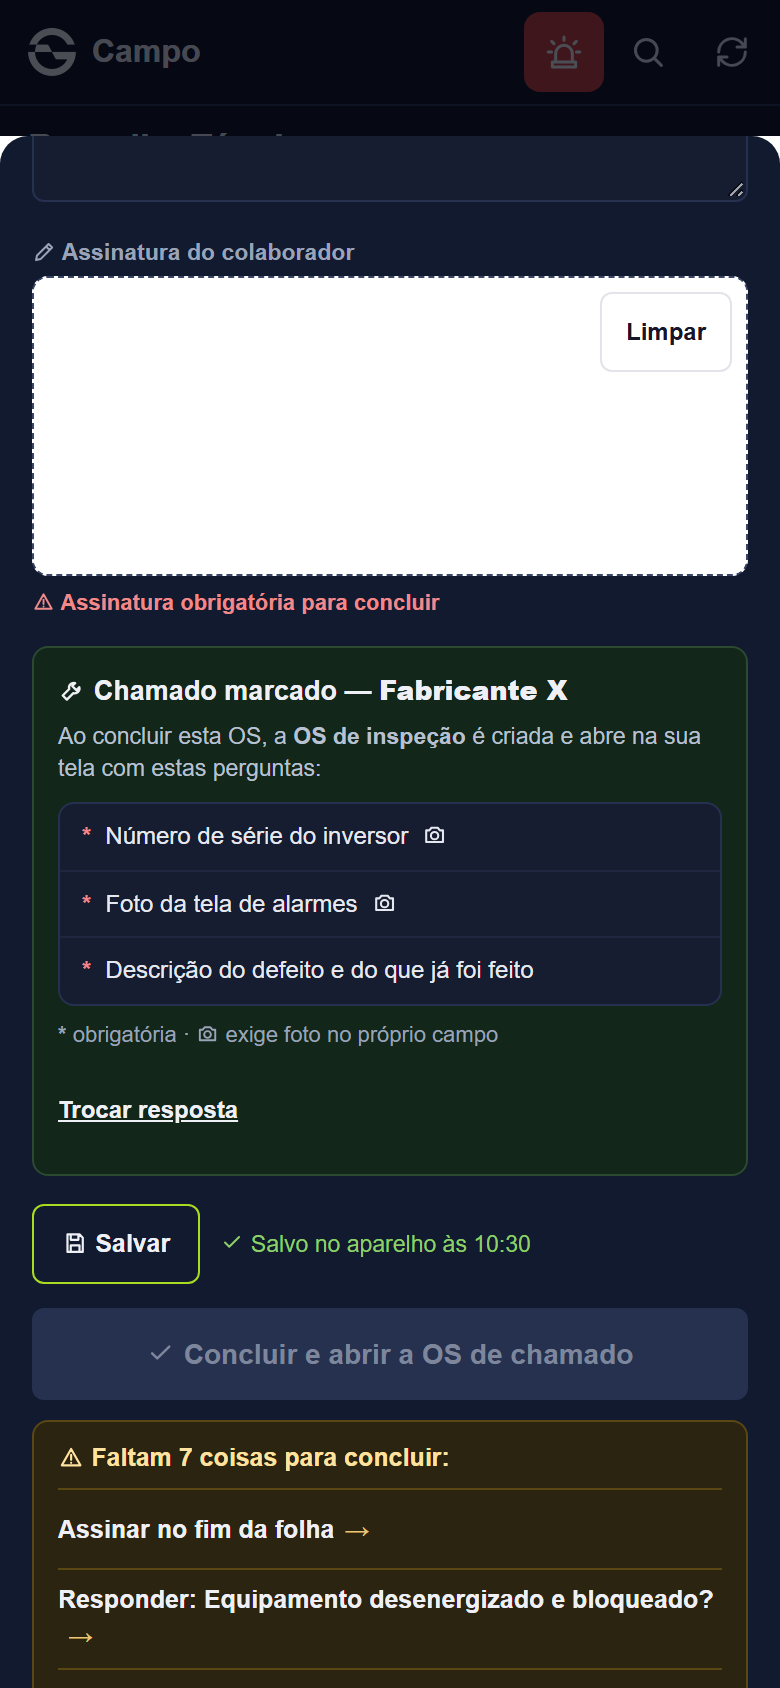 Campo
Assinatura do colaborador
Limpar
Assinatura obrigatória para concluir
Chamado marcado — Fabricante X
Ao concluir esta OS, a OS de inspeção é criada e abre na sua
tela com estas perguntas:
* Número de série do inversor
* Foto da tela de alarmes
* Descrição do defeito e do que já foi feito
* obrigatória · exige foto no próprio campo
Trocar resposta
Salvar
Salvo no aparelho às 10:30
Concluir e abrir a OS de chamado
Faltam 7 coisas para concluir:
Assinar no fim da folha →
Responder: Equipamento desenergizado e bloqueado?
→